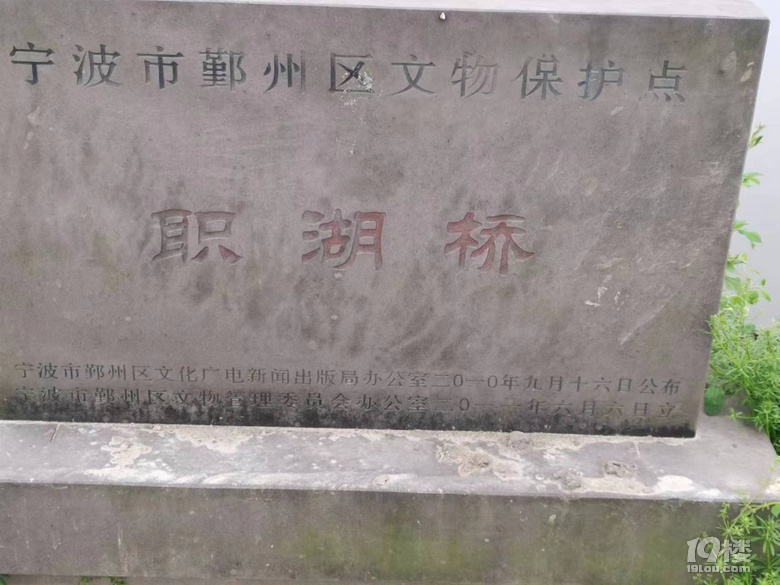 宁波市鄞州区文物保护点
职湖桥
宁波市鄞州区文化广电新闻出版局办公室二〇一〇年九月十六日公布
宁波市鄞州区文物管理委员会办公室二〇一一年六月六日立
19楼
19lou.com